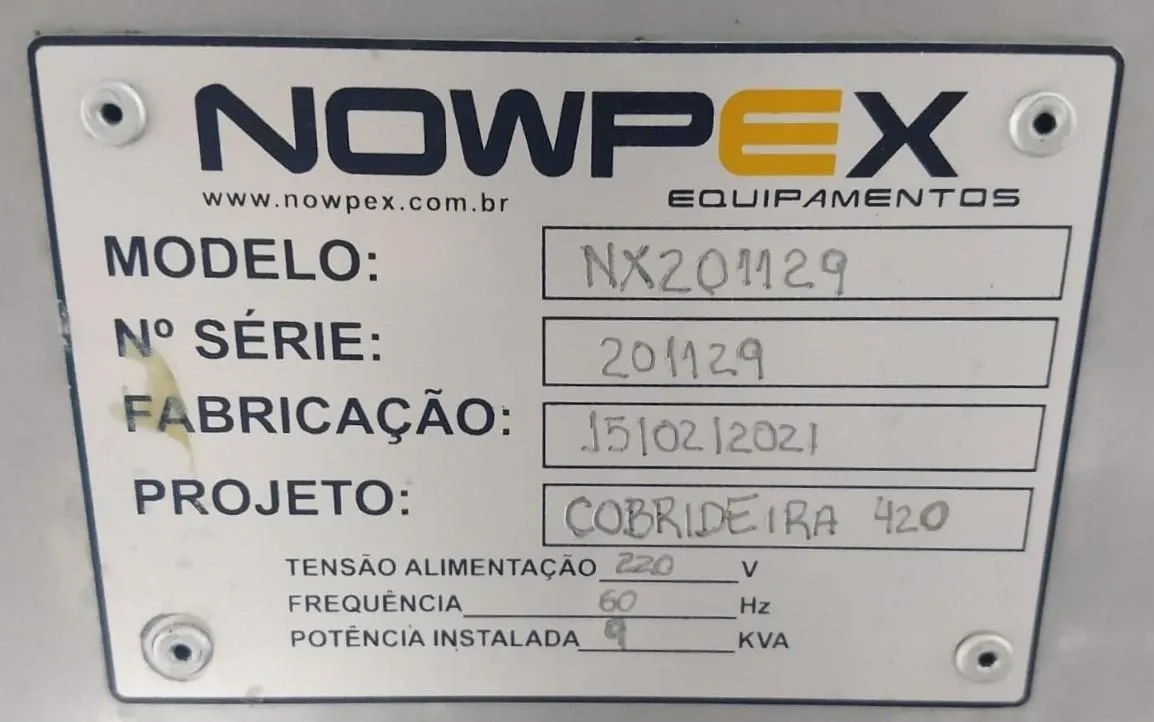 NOWPEX
www.nowpex.com.br EQUIPAMENTOS
MODELO: NX201129
Nº SÉRIE: 201129
FABRICAÇÃO: 15/02/2021
PROJETO: COBRIDEIRA 420
TENSÃO ALIMENTAÇÃO 220 V
FREQUÊNCIA 60 Hz
POTÊNCIA INSTALADA 9 KVA